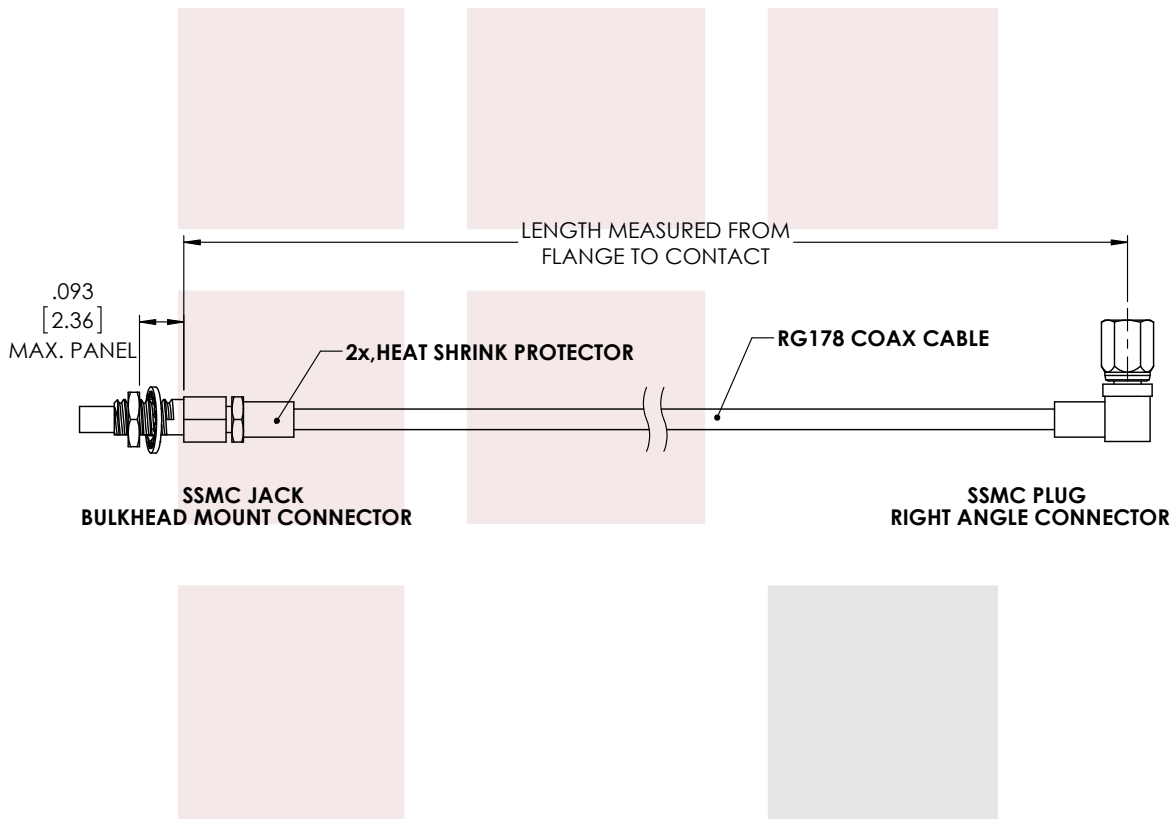 LENGTH MEASURED FROM
FLANGE TO CONTACT
.093
[2.36]
MAX. PANEL
2x,HEAT SHRINK PROTECTOR
RG178 COAX CABLE
SSMC JACK
BULKHEAD MOUNT CONNECTOR
SSMC PLUG
RIGHT ANGLE CONNECTOR